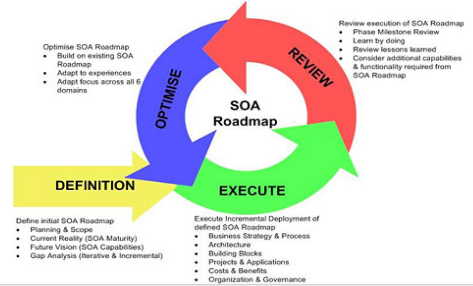 Review execution of SOA Roadmap
• Phase Milestone Review
• Learn by doing
• Review lessons learned
• Consider additional capabilities
& functionality required from
SOA Roadmap
Optimise SOA Roadmap
• Build on existing SOA
Roadmap
• Adapt to experiences
• Adapt focus across all 6
domains
OPTIMISE
REVIEW
SOA
Roadmap
DEFINITION
EXECUTE
Define initial SOA Roadmap
• Planning & Scope
• Current Reality (SOA Maturity)
• Future Vision (SOA Capabilities)
• Gap Analysis (Iterative & Incremental)
Execute Incremental Deployment of
defined SOA Roadmap
• Business Strategy & Process
• Architecture
• Building Blocks
• Projects & Applications
• Costs & Benefits
• Organization & Governance